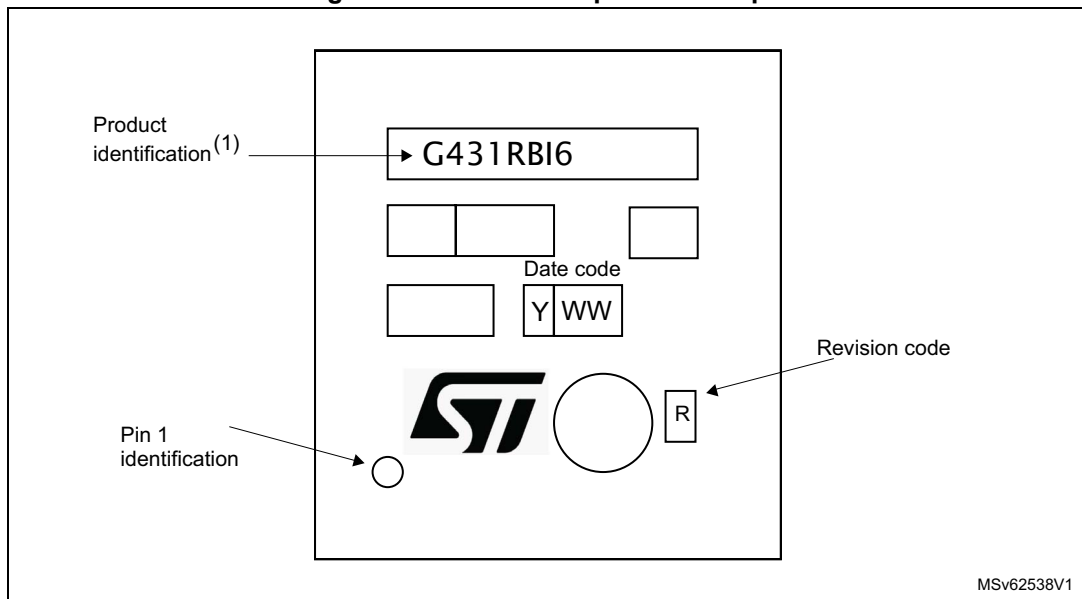 Product
identification(1)
G431RBI6
Date code
Y WW
Revision code
R
Pin 1
identification
MSv62538V1